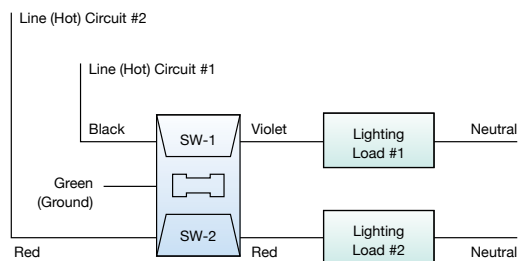 Line (Hot) Circuit #2
Line (Hot) Circuit #1
Black
SW-1
Violet
Lighting
Load #1
Neutral
Green
(Ground)
Red
SW-2
Red
Lighting
Load #2
Neutral